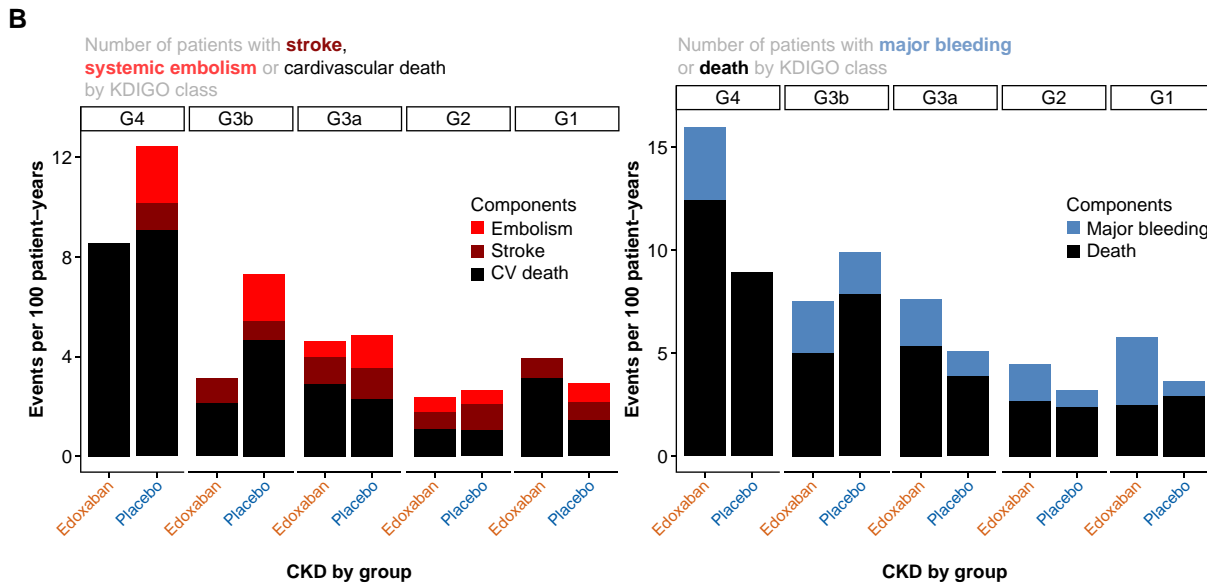 B
Number of patients with stroke,
systemic embolism or cardivascular death
by KDIGO class
G4 G3b G3a G2 G1
Events per 100 patient–years
12
8
4
0
Components
Embolism
Stroke
CV death
Edoxaban Placebo Edoxaban Placebo Edoxaban Placebo Edoxaban Placebo Edoxaban Placebo
CKD by group
Number of patients with major bleeding
or death by KDIGO class
G4 G3b G3a G2 G1
Events per 100 patient–years
15
10
5
0
Components
Major bleeding
Death
Edoxaban Placebo Edoxaban Placebo Edoxaban Placebo Edoxaban Placebo Edoxaban Placebo
CKD by group